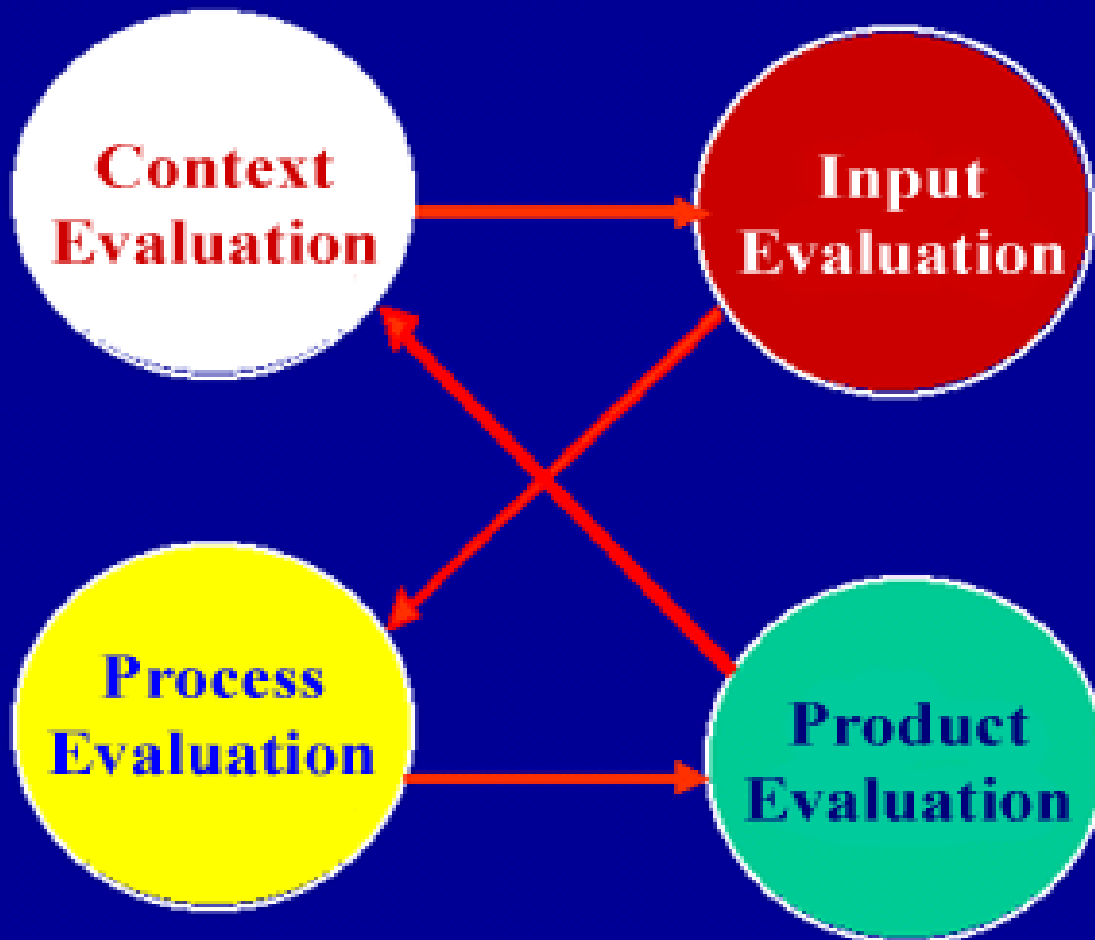 Context
Evaluation
Input
Evaluation
Process
Evaluation
Product
Evaluation